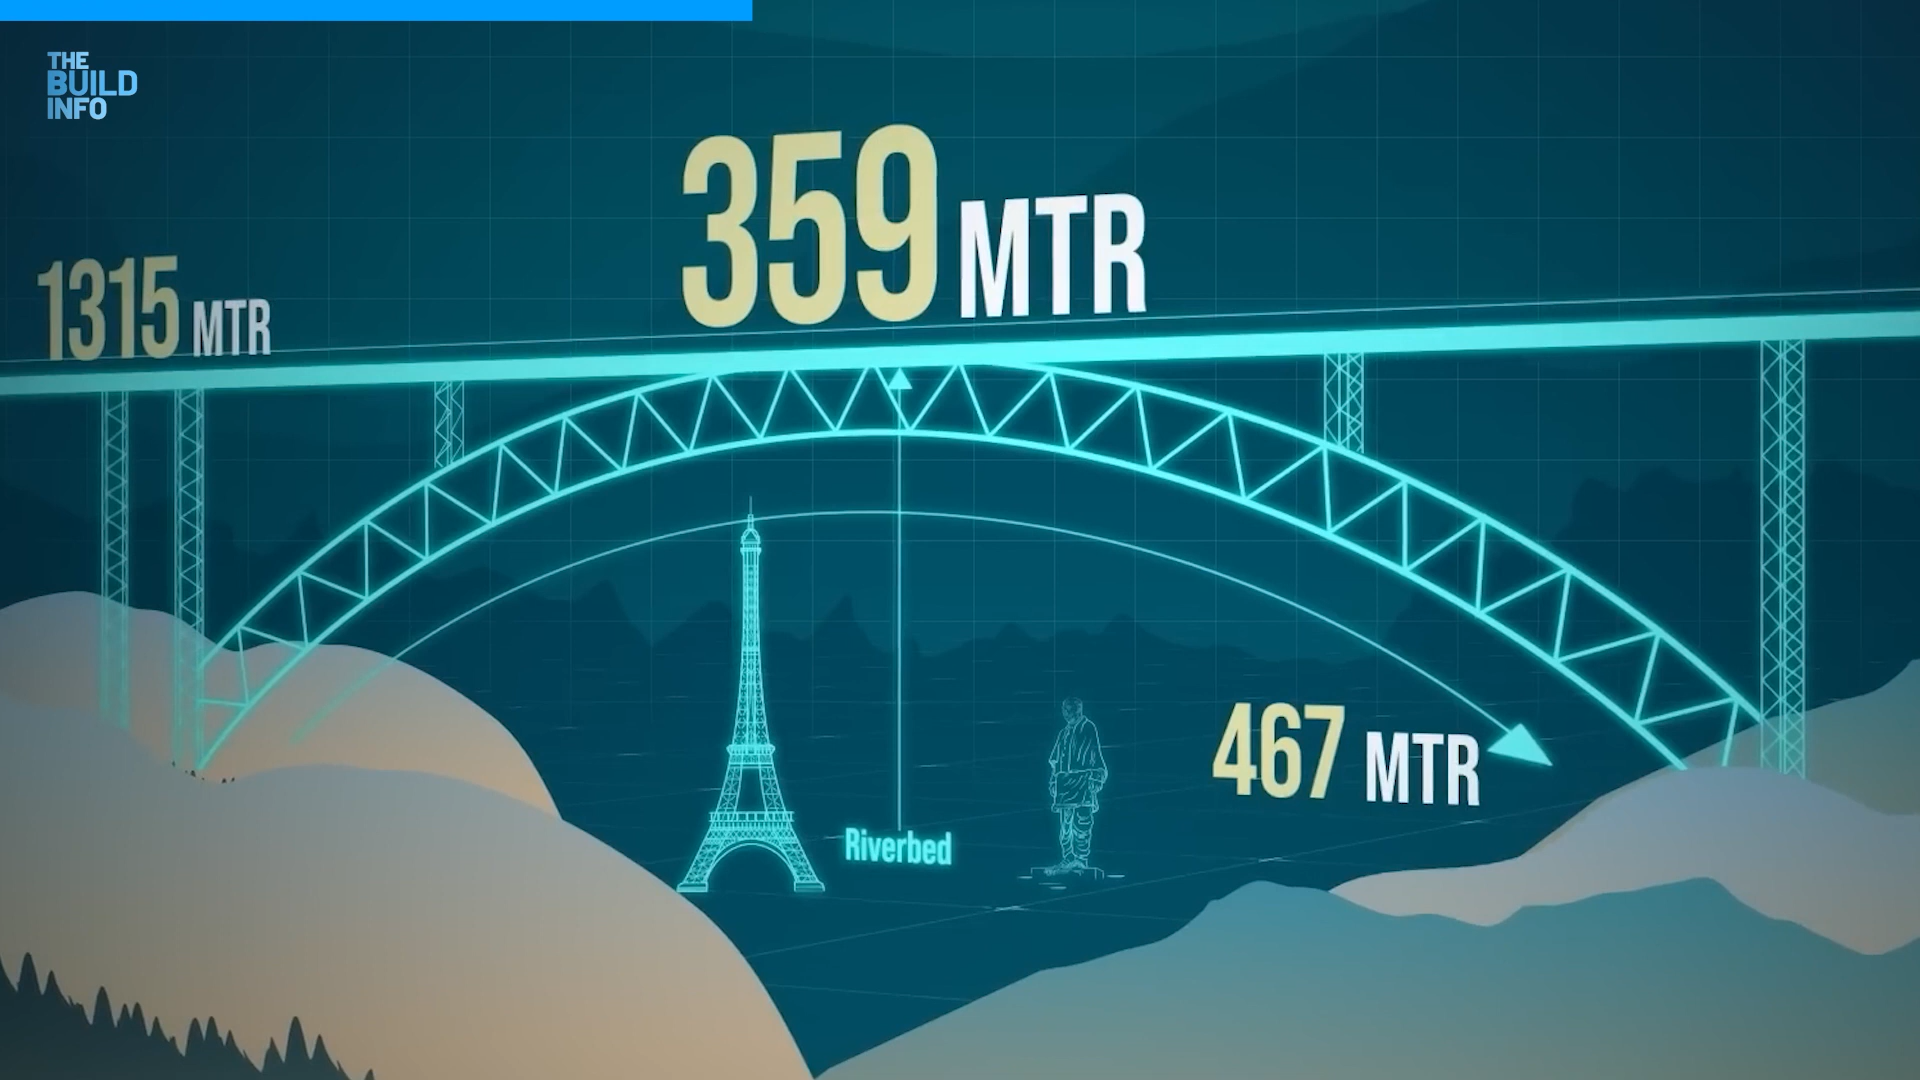 THE
BUILD
INFO
359 MTR
1315 MTR
467 MTR
Riverbed